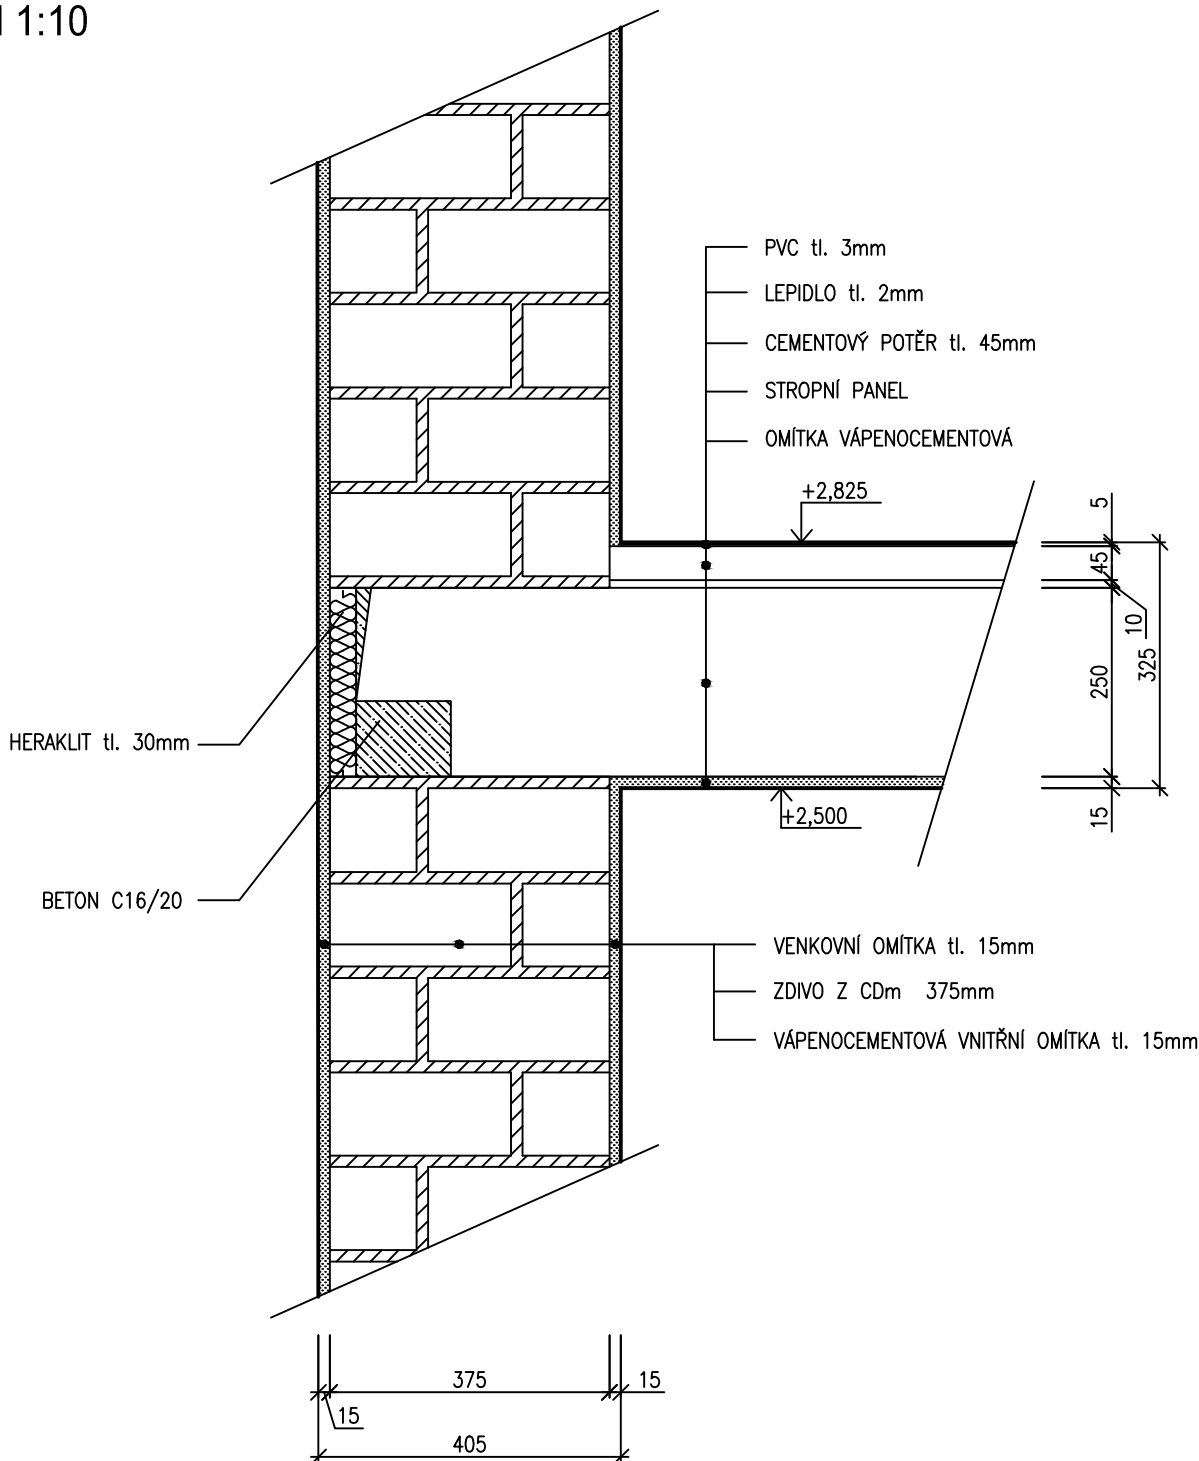 1:10
PVC tl. 3mm
LEPIDLO tl. 2mm
CEMENTOVÝ POTĚR tl. 45mm
STROPNÍ PANEL
OMÍTKA VÁPENOCEMENTOVÁ
+2,825
5
45
10
325
250
HERAKLIT tl. 30mm
+2,500
15
BETON C16/20
VENKOVNÍ OMÍTKA tl. 15mm
ZDIVO Z CDm 375mm
VÁPENOCEMENTOVÁ VNITŘNÍ OMÍTKA tl. 15mm
375
15
15
405